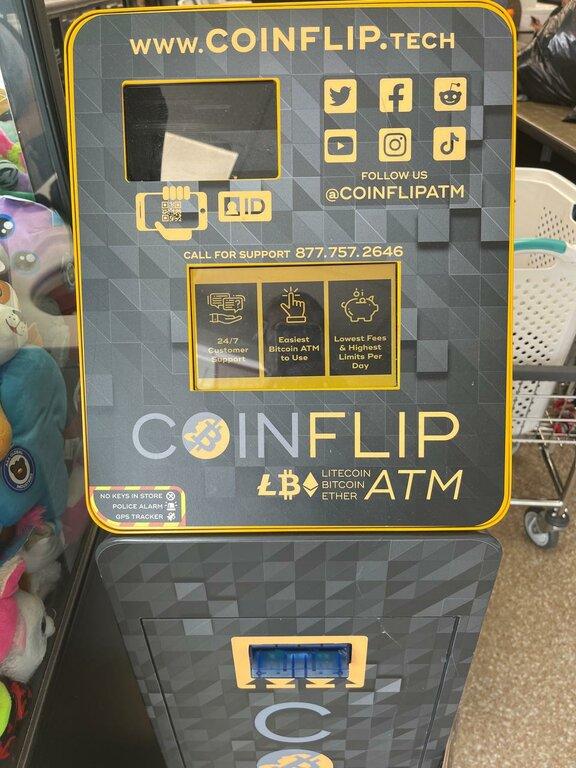 www.COINFLIP.TECH
FOLLOW US
@COINFLIPATM
ID
CALL FOR SUPPORT 877.757.2646
24/7
Customer
Support
Easiest
Bitcoin ATM
to Use
Lowest Fees
& Highest
Limits Per
Day
COINFLIP
LITECOIN
BITCOIN
ETHER
ATM
NO KEYS IN STORE
POLICE ALARM
GPS TRACKER
C